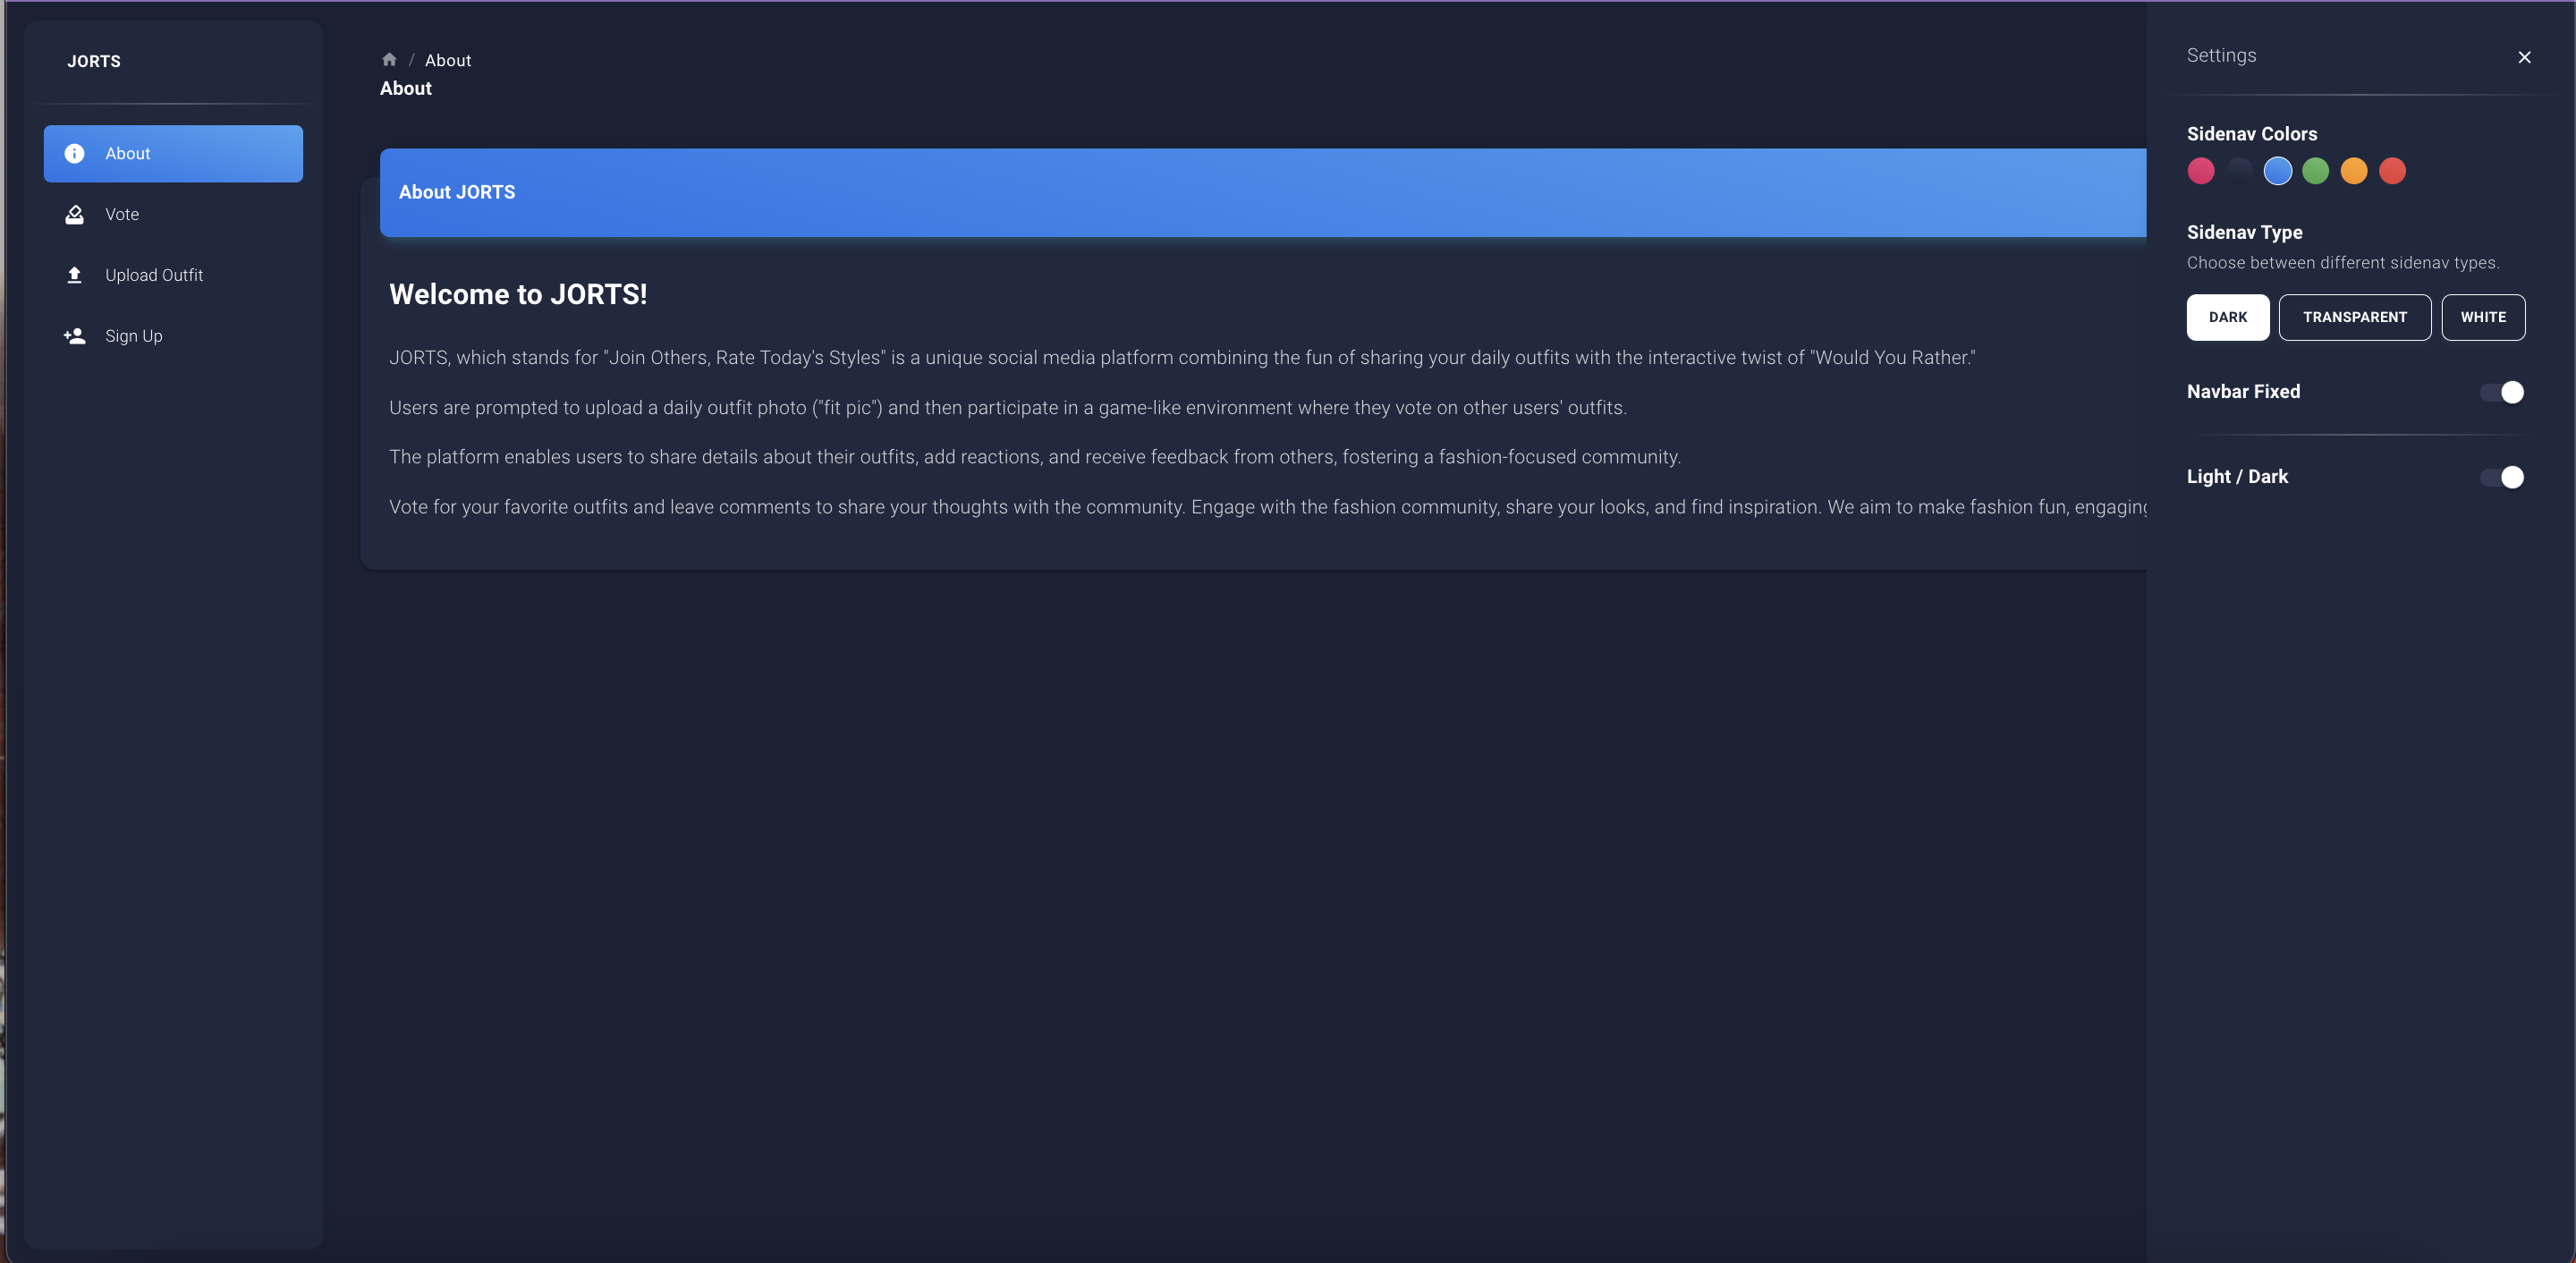 JORTS
About
Vote
Upload Outfit
Sign Up
/ About
About
About JORTS
Welcome to JORTS!
JORTS, which stands for "Join Others, Rate Today's Styles" is a unique social media platform combining the fun of sharing your daily outfits with the interactive twist of "Would You Rather."
Users are prompted to upload a daily outfit photo ("fit pic") and then participate in a game-like environment where they vote on other users' outfits.
The platform enables users to share details about their outfits, add reactions, and receive feedback from others, fostering a fashion-focused community.
Vote for your favorite outfits and leave comments to share your thoughts with the community. Engage with the fashion community, share your looks, and find inspiration. We aim to make fashion fun, engaging
Settings
Sidenav Colors
Sidenav Type
Choose between different sidenav types.
DARK TRANSPARENT WHITE
Navbar Fixed
Light / Dark